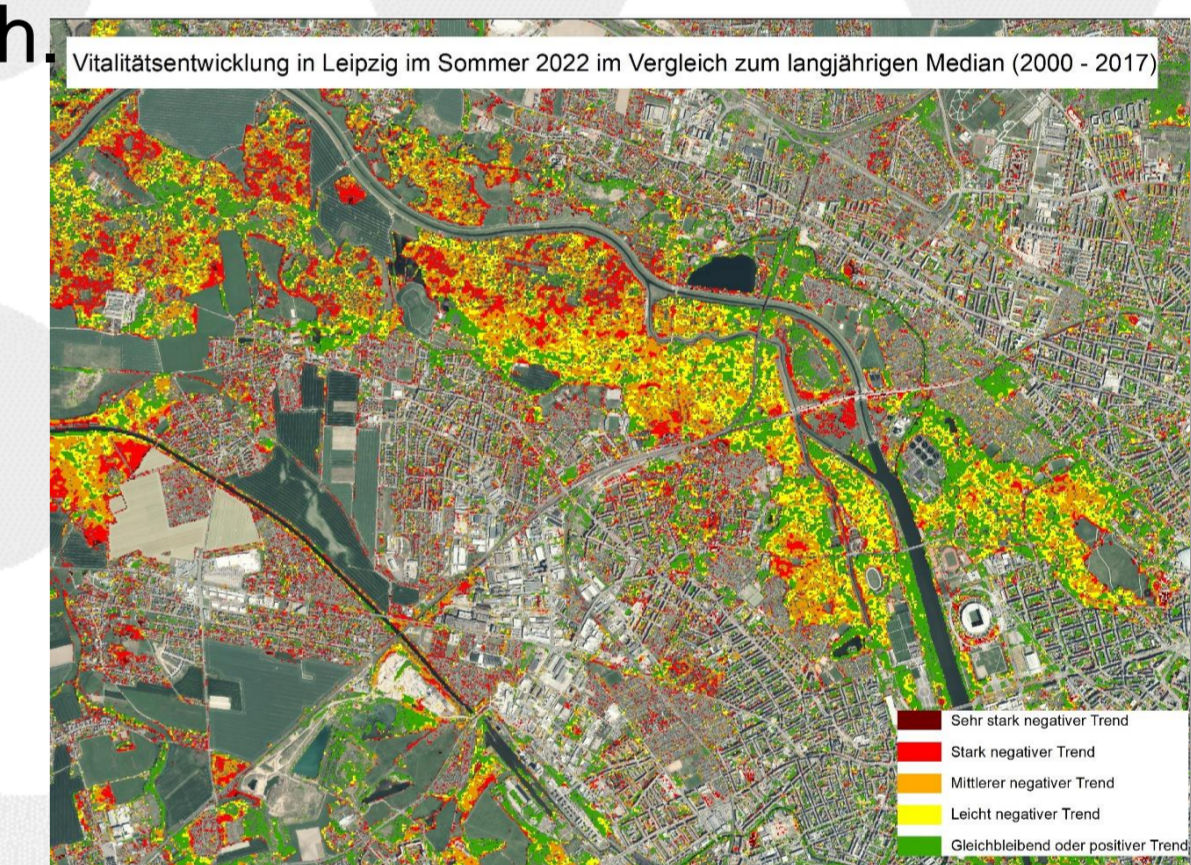 h.
Vitalitätsentwicklung in Leipzig im Sommer 2022 im Vergleich zum langjährigen Median (2000 - 2017)
Sehr stark negativer Trend
Stark negativer Trend
Mittlerer negativer Trend
Leicht negativer Trend
Gleichbleibend oder positiver Trend